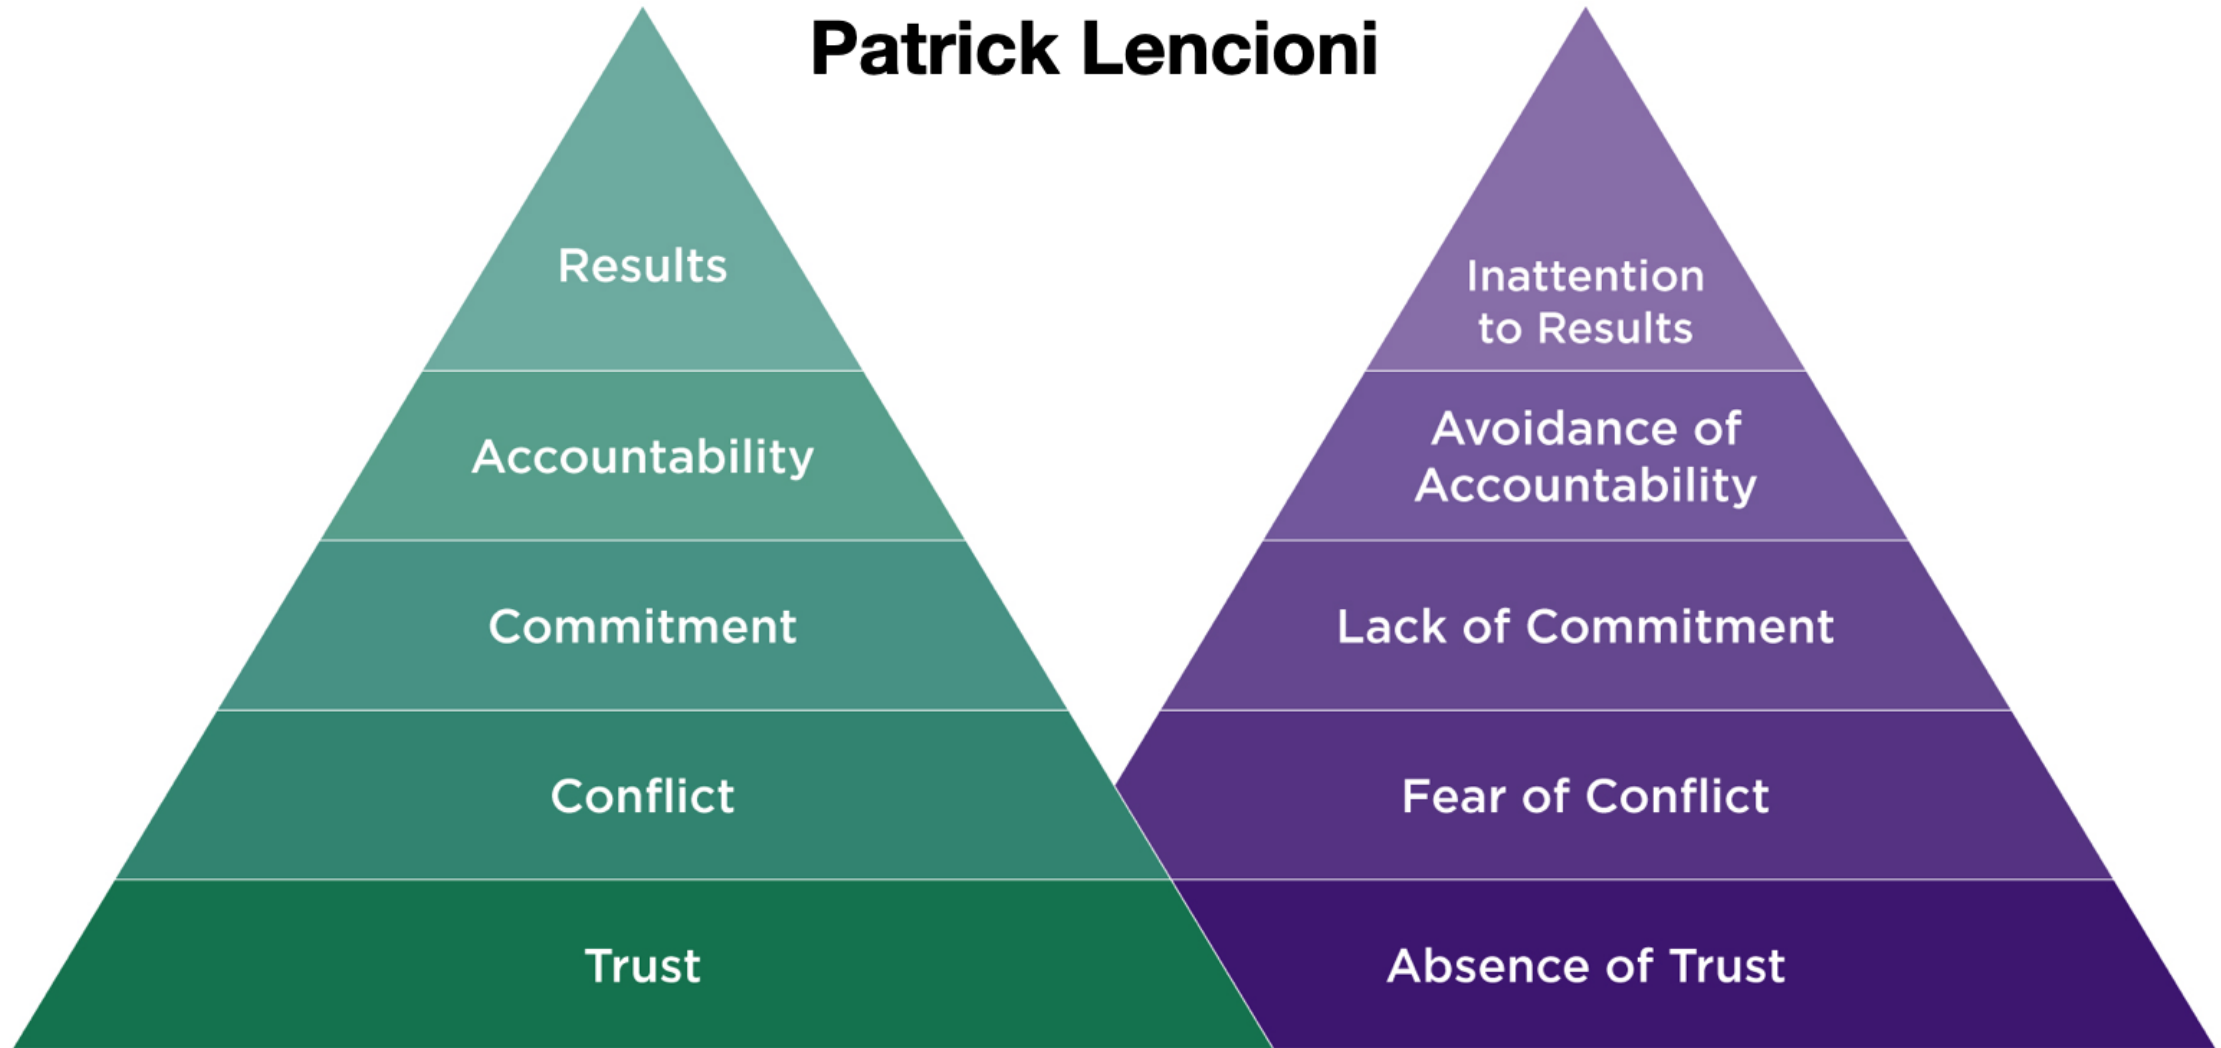 Patrick Lencioni
Results
Accountability
Commitment
Conflict
Trust
Inattention
to Results
Avoidance of
Accountability
Lack of Commitment
Fear of Conflict
Absence of Trust